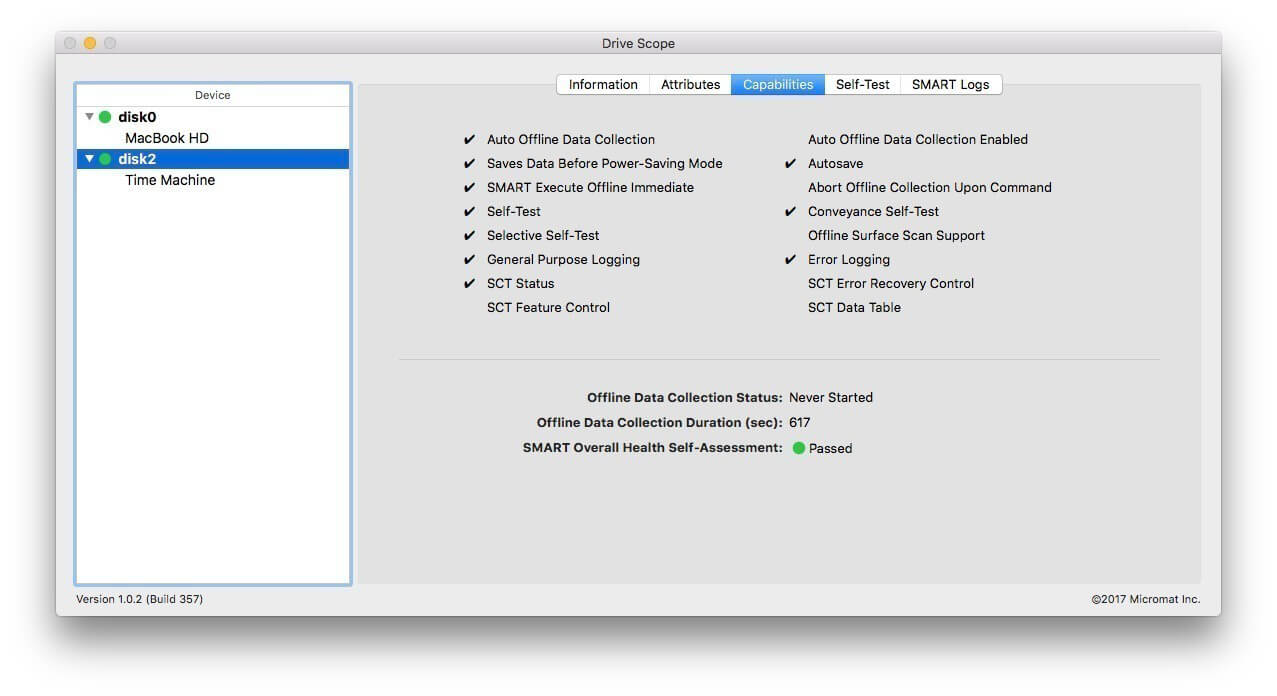 Drive Scope
Information Attributes Capabilities Self-Test SMART Logs
Device
disk0
MacBook HD
disk2
Time Machine
✔ Auto Offline Data Collection
✔ Saves Data Before Power-Saving Mode
✔ SMART Execute Offline Immediate
✔ Self-Test
✔ Selective Self-Test
✔ General Purpose Logging
✔ SCT Status
SCT Feature Control
Auto Offline Data Collection Enabled
✔ Autosave
Abort Offline Collection Upon Command
✔ Conveyance Self-Test
Offline Surface Scan Support
✔ Error Logging
SCT Error Recovery Control
SCT Data Table
Offline Data Collection Status: Never Started
Offline Data Collection Duration (sec): 617
SMART Overall Health Self-Assessment: Passed
Version 1.0.2 (Build 357)
©2017 Micromat Inc.